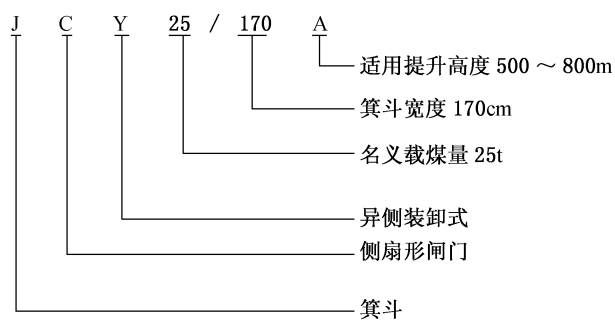 J C Y 25 / 170 A
适用提升高度 500～800m
箕斗宽度 170cm
名义载煤量 25t
异侧装卸式
侧扇形闸门
箕斗